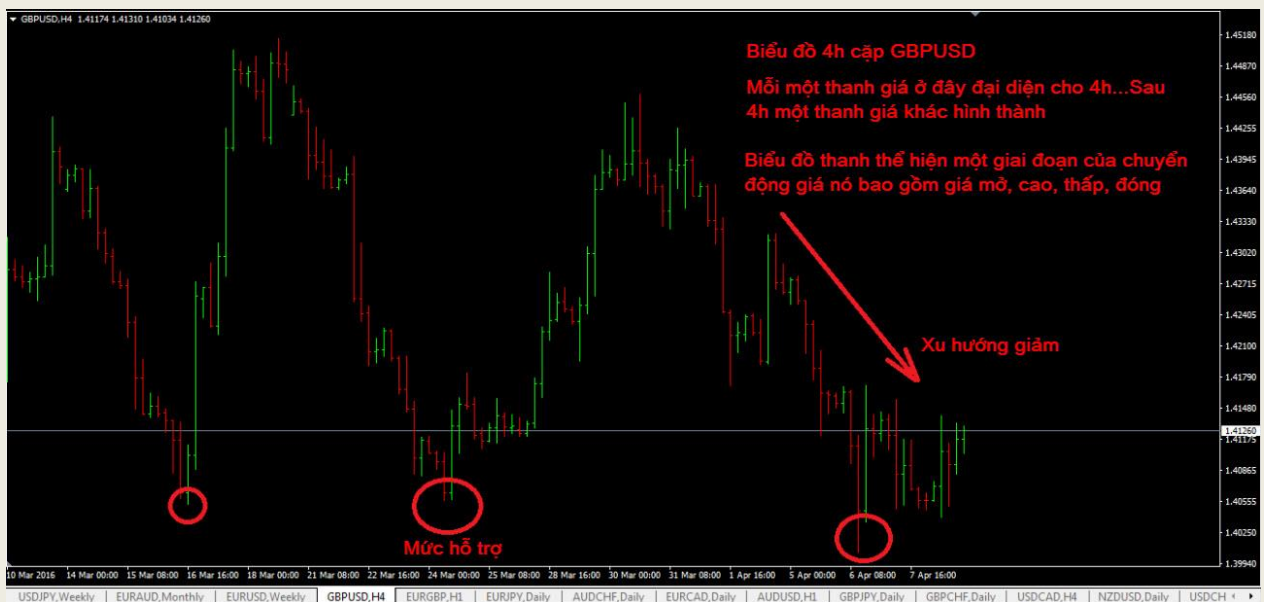 GBPUSD,H4 1.41174 1.41310 1.41034 1.41260
Biểu đồ 4h cặp GBPUSD
Mỗi một thanh giá ở đây đại diện cho 4h...Sau
4h một thanh giá khác hình thành
Biểu đồ thanh thể hiện một giai đoạn của chuyển
động giá nó bao gồm giá mở, cao, thấp, đóng
Xu hướng giảm
Mức hỗ trợ
1.45180
1.44870
1.44560
1.44255
1.43945
1.43640
1.43330
1.43020
1.42715
1.42405
1.42100
1.41790
1.41480
1.41260
1.41175
1.40865
1.40555
1.40250
1.39940
10 Mar 2016 14 Mar 00:00 15 Mar 08:00 16 Mar 16:00 18 Mar 00:00 21 Mar 08:00 22 Mar 16:00 24 Mar 00:00 25 Mar 08:00 28 Mar 16:00 30 Mar 00:00 31 Mar 08:00 1 Apr 16:00 5 Apr 00:00 6 Apr 08:00 7 Apr 16:00
USDJPY,Weekly EURAUD,Monthly EURUSD,Weekly GBPUSD,H4 EURGBP,H1 EURJPY,Daily AUDCHF,Daily EURCAD,Daily AUDUSD,H1 GBPJPY,Daily GBPCHF,Daily USDCAD,H4 NZDUSD,Daily USDCH